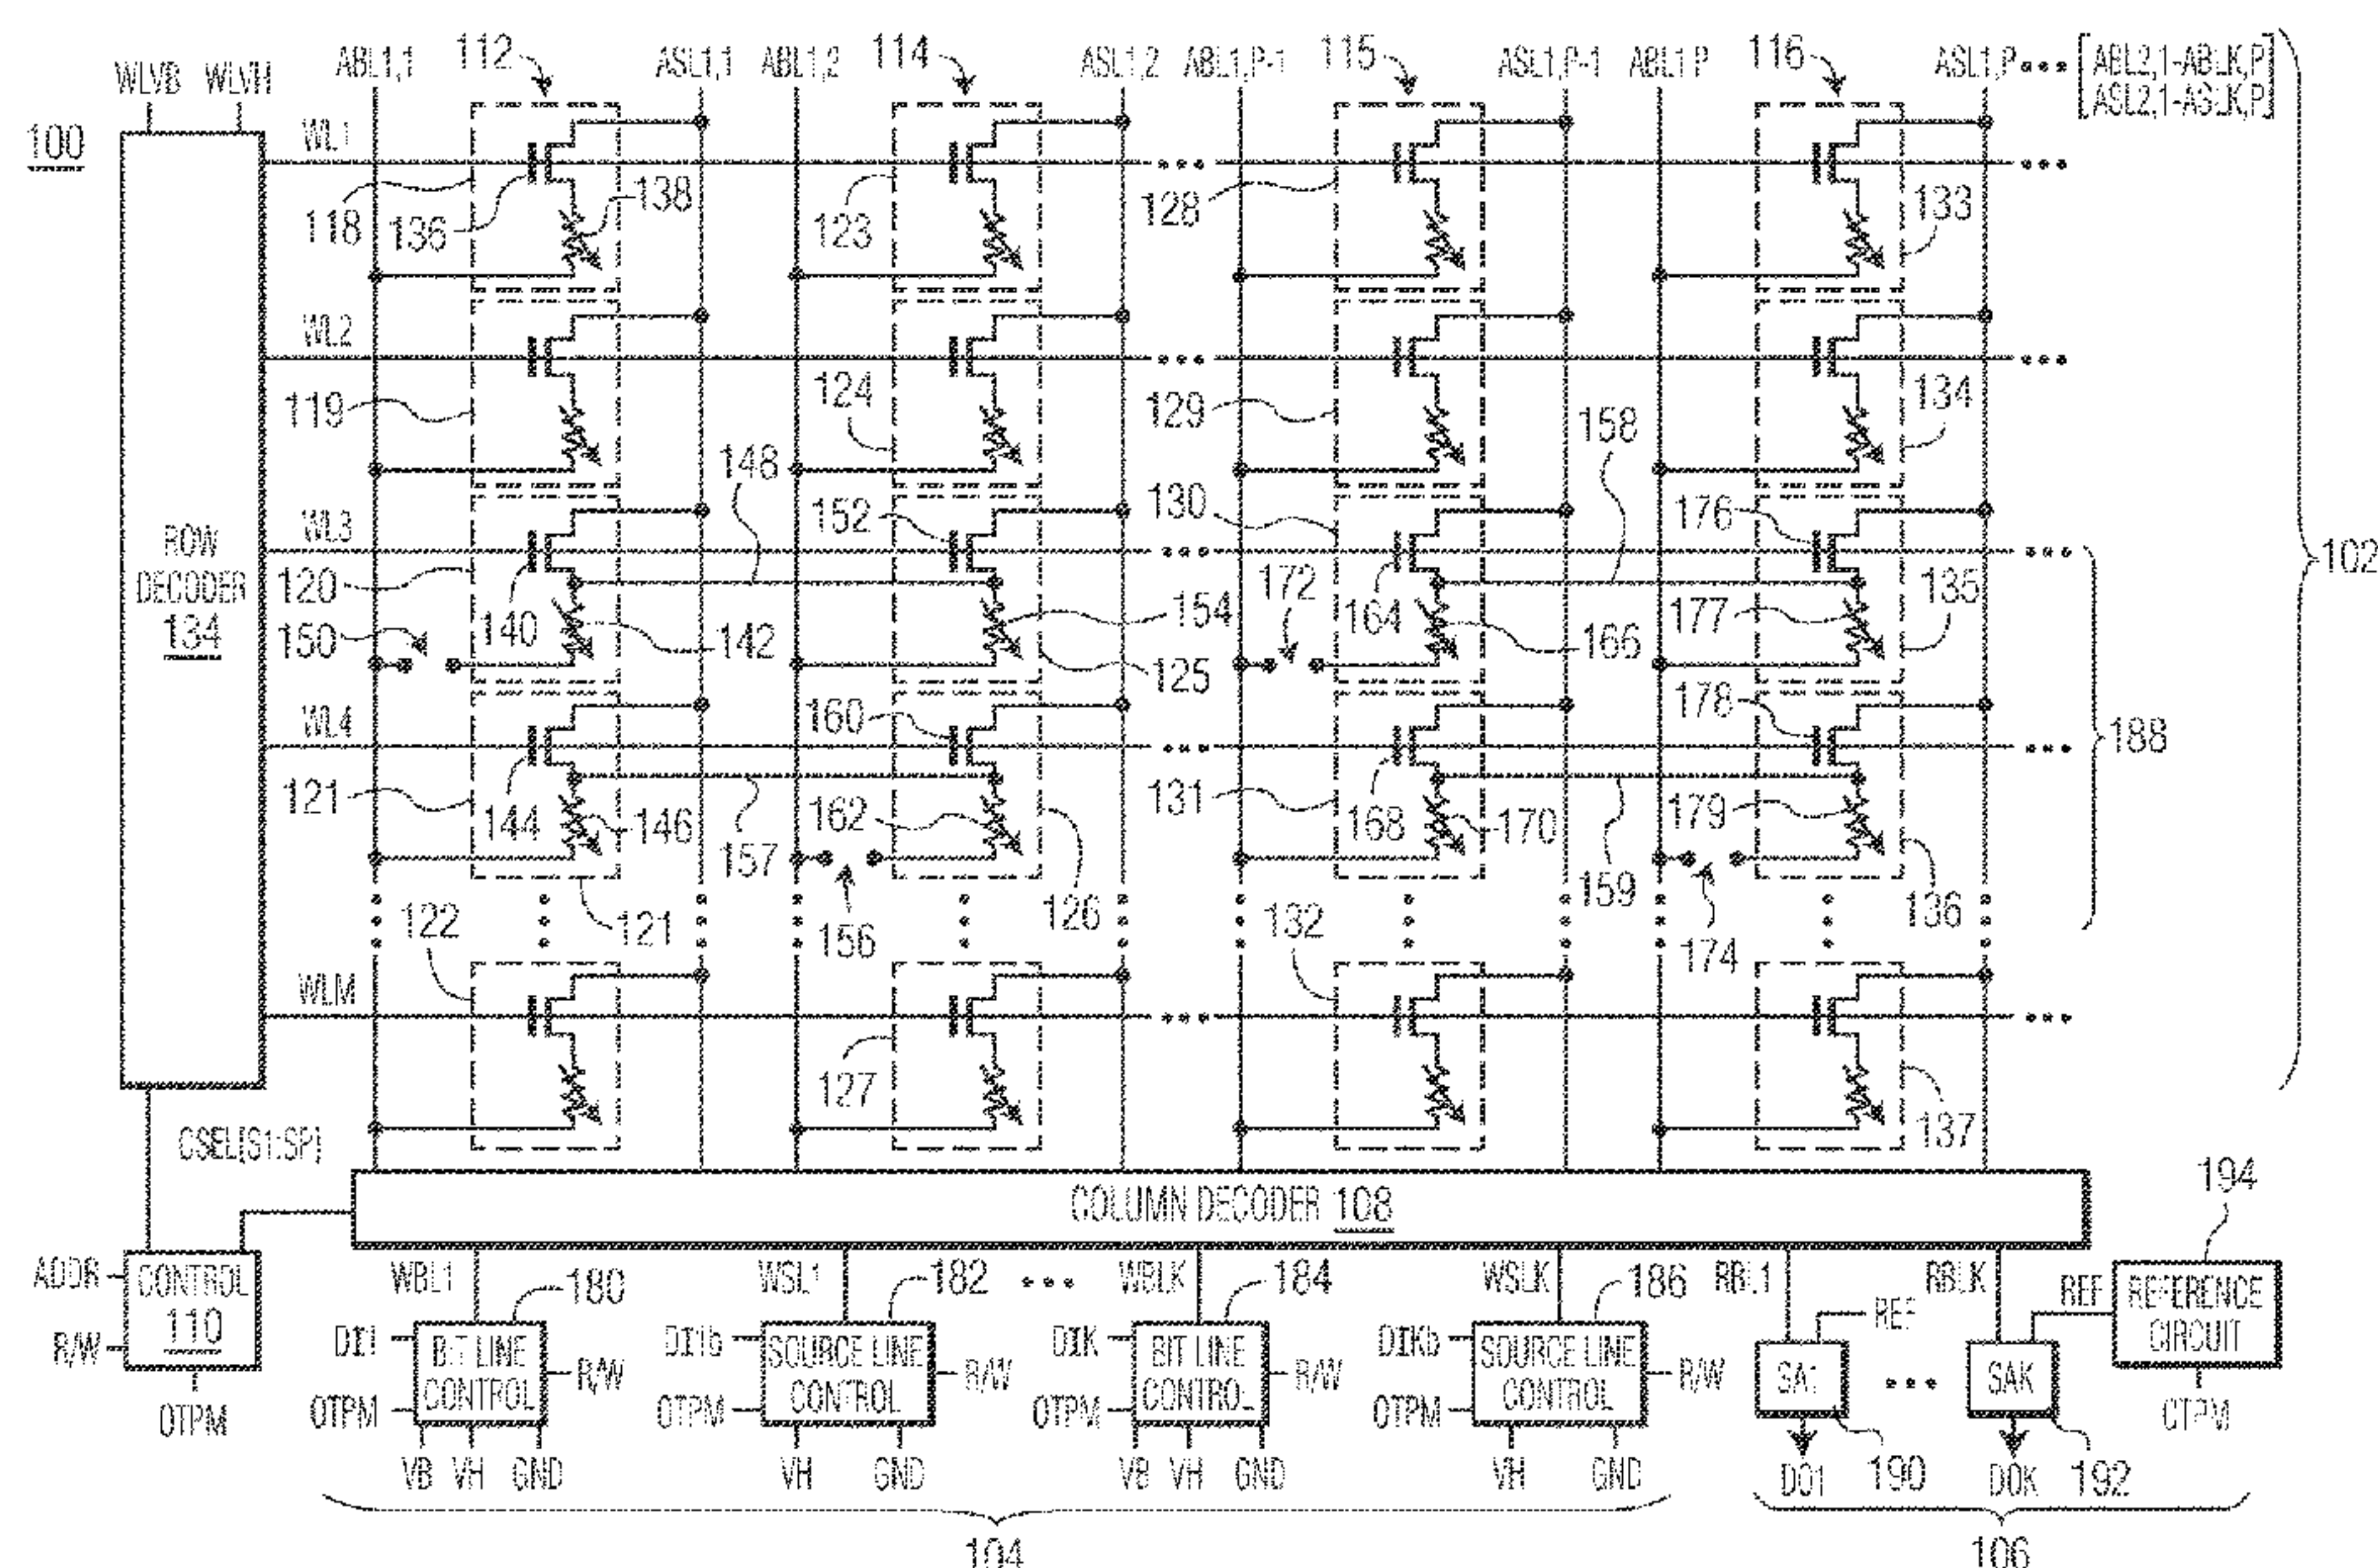 ABL1,1 112 ASL1,1 ABL1,2 114 ASL1,2 ABL1,P-1 115 ASL1,P-1 ABL1,P 116 ASL1,P ••• [ABL2,1-ABLK,P]
[ASL2,1-ASLK,P]
WLVB WLVH
100
WL1
118 136 138 123 128 133
WL2
119 124 129 134
148 158
WL3 152 130 176
102
ROW
DECODER
134
120 140 142 154 172 164 166 177 135
150 125
WL4 160 178 188
121 144 146 162 131 168 170 179
157 159
122 121 156 126 132 174 136
WLM
127 137
CSEL[S1:SP]
COLUMN DECODER 108
194
ADDR CONTROL
110
R/W
OTPM
WBL1 180 WSL1 182 ••• WBLK 184 WSLK 186 RBL1 RBLK REF REFERENCE
CIRCUIT
DI1 BIT LINE
CONTROL
R/W
OTPM
VB VH GND
DI1b SOURCE LINE
CONTROL
R/W
OTPM
VH GND
DIK BIT LINE
CONTROL
R/W
OTPM
VB VH GND
DIKb SOURCE LINE
CONTROL
R/W
OTPM
VH GND
REF
SA1 ••• SAK
OTPM
DO1 190 DOK 192
104 106